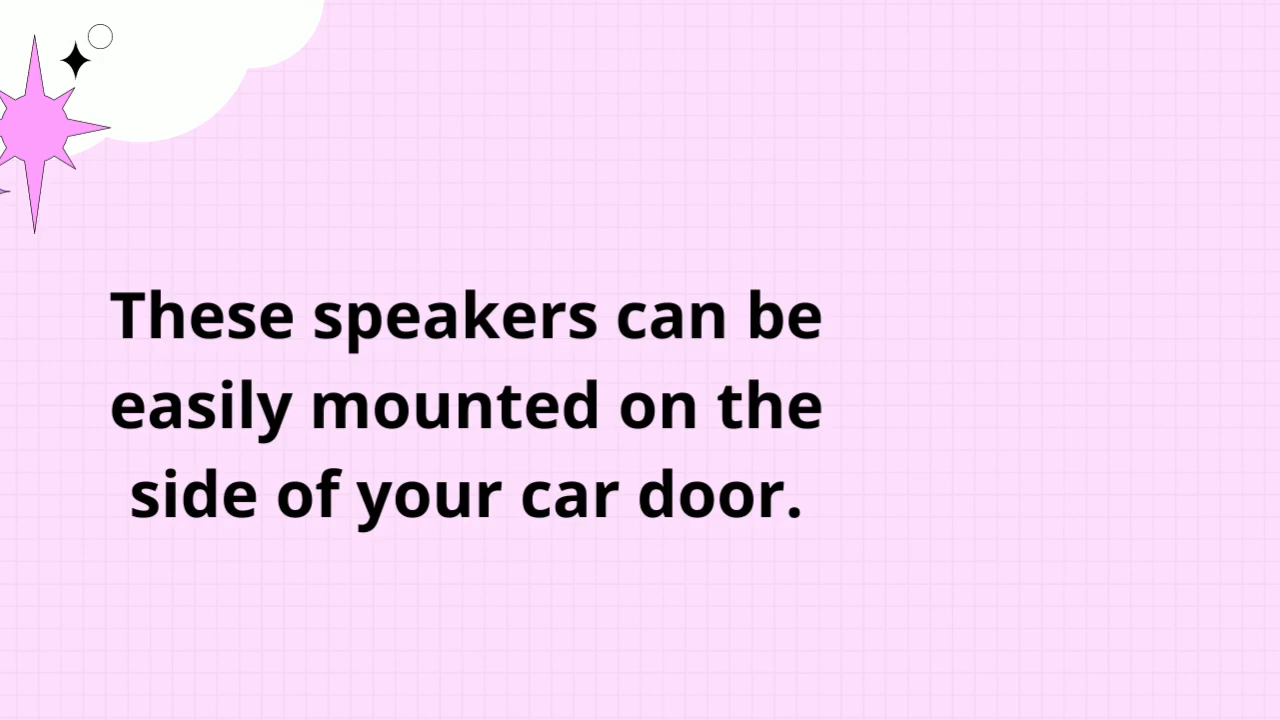 These speakers can be
easily mounted on the
side of your car door.